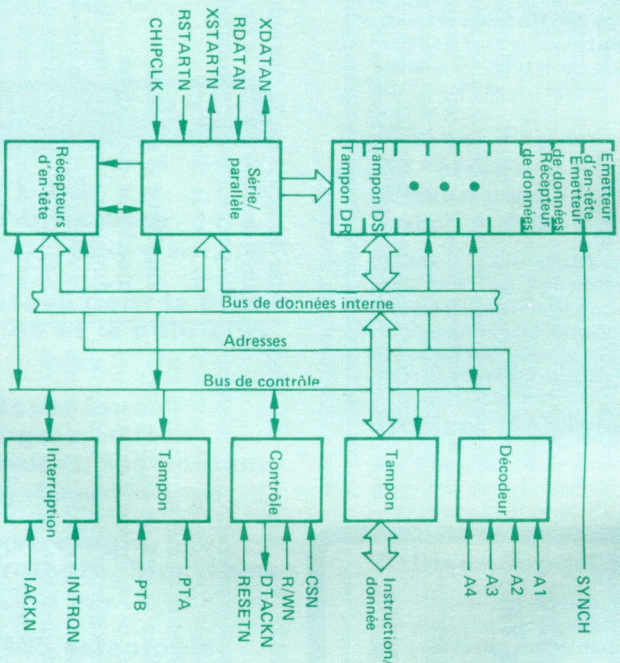 XDATAN
RDATAN
XSTARTN
RSTARTN
CHIPCLK
Emetteur
d'en-tête
Emetteur
de données
Récepteur
de données
Tampon DS
Tampon DR
Série/
parallèle
Récepteurs
d'en-tête
Bus de données interne
Adresses
Bus de contrôle
Décodeur
Tampon
Contrôle
Tampon
Interruption
SYNCH
A1
A2
A3
A4
Instruction/
donnée
CSN
R/WN
DTACKN
RESETN
PTA
PTB
INTRQN
IACKN